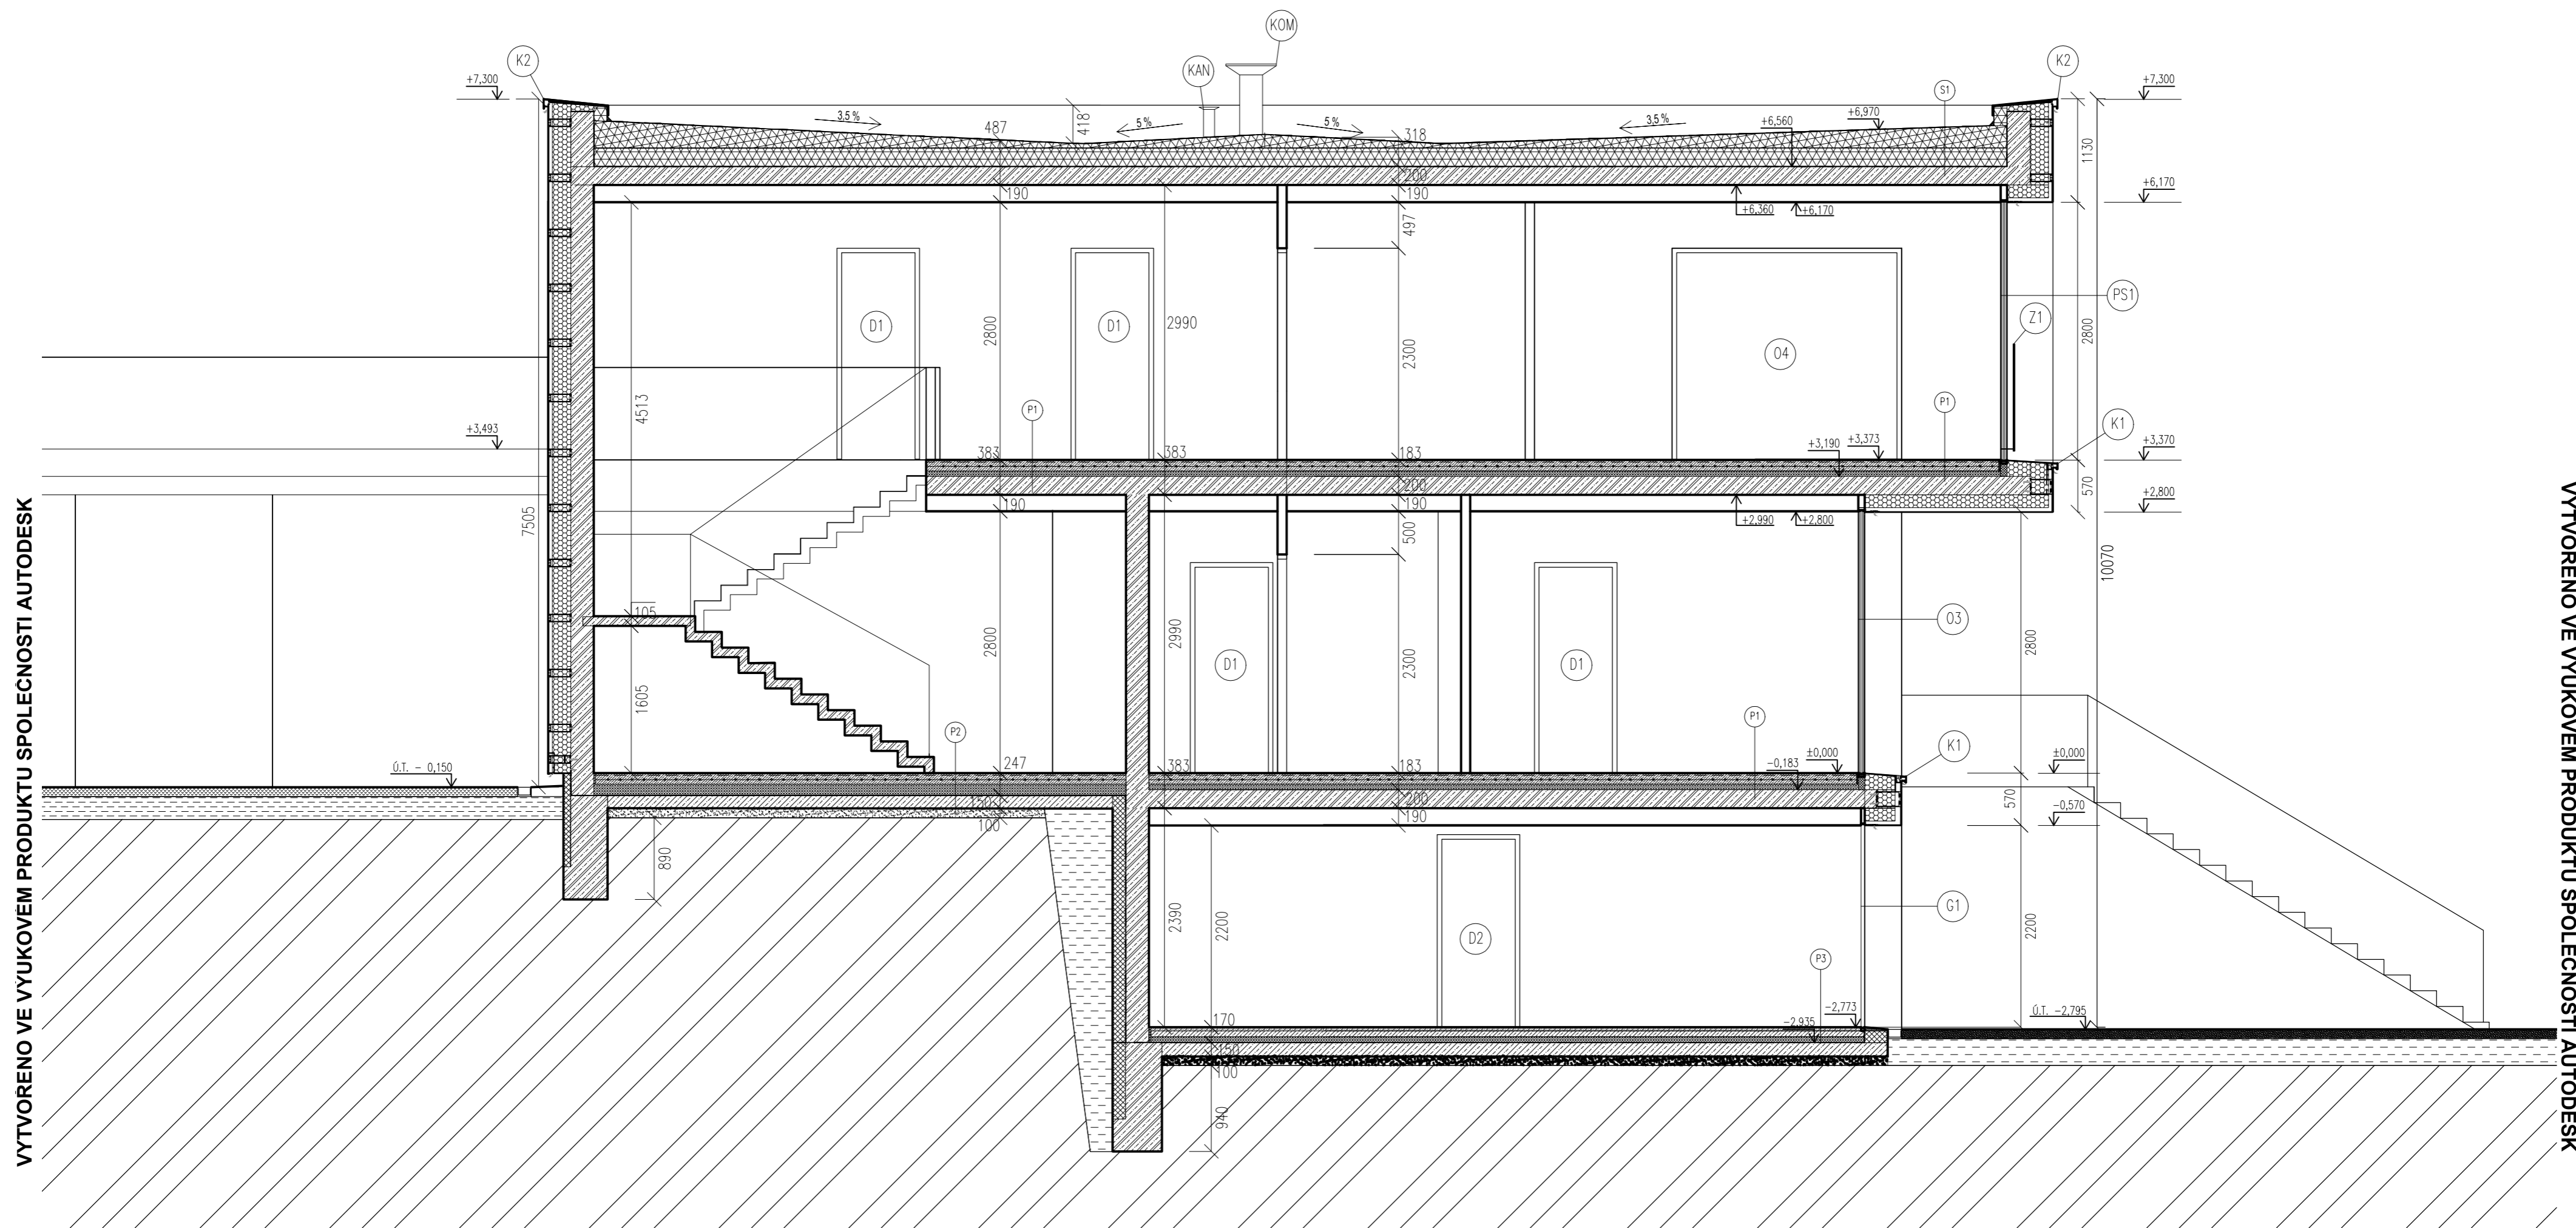 KOM
K2
KAN
K2
+7,300
S1
+7,300
3,5 %
5 %
5 %
3,5 %
+6,560
+6,970
487
418
318
1130
200
190
190
+6,360
+6,170
+6,170
497
D1
D1
2800
2990
2300
O4
PS1
Z1
2800
4513
P1
P1
K1
+3,493
383
383
183
+3,190
+3,373
+3,370
200
570
190
190
+2,990
+2,800
+2,800
7505
500
10070
105
O3
2990
2800
2300
D1
D1
2800
1605
P2
P1
K1
Ú.T. - 0,150
247
383
183
-0,183
±0,000
±0,000
150
200
570
100
190
-0,570
890
2390
2200
D2
G1
2200
P3
170
-2,935
-2,773
Ú.T. -2,795
150
100
940
VYTVOŘENO VE VÝUKOVÉM PRODUKTU SPOLEČNOSTI AUTODESK
VYTVOŘENO VE VÝUKOVÉM PRODUKTU SPOLEČNOSTI AUTODESK